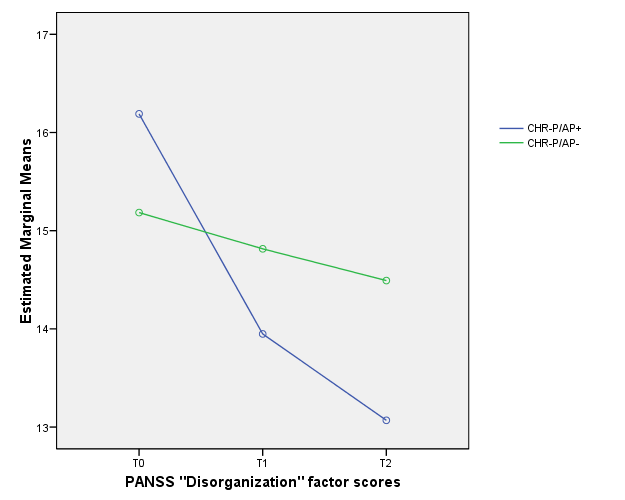 17
16
15
14
13
Estimated Marginal Means
T0
T1
T2
PANSS "Disorganization" factor scores
CHR-P/AP+
CHR-P/AP-